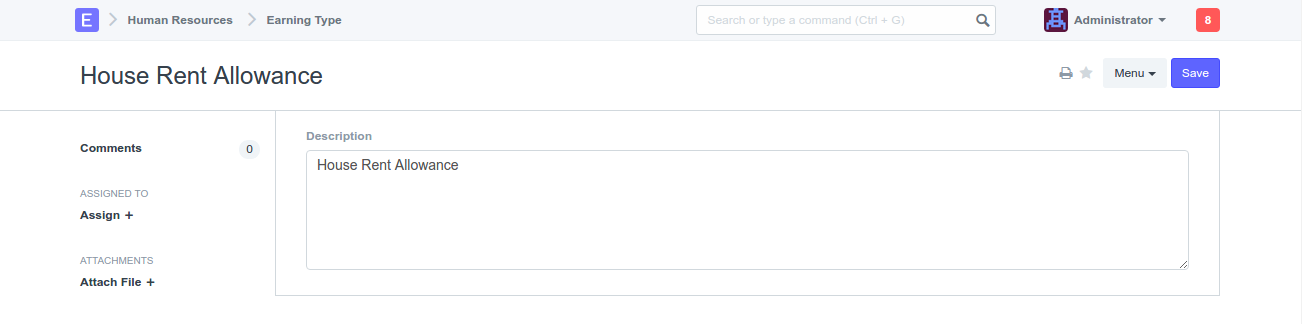 E Human Resources Earning Type Search or type a command (Ctrl + G) Administrator 8
House Rent Allowance Menu Save
Description
Comments 0
House Rent Allowance
ASSIGNED TO
Assign +
ATTACHMENTS
Attach File +